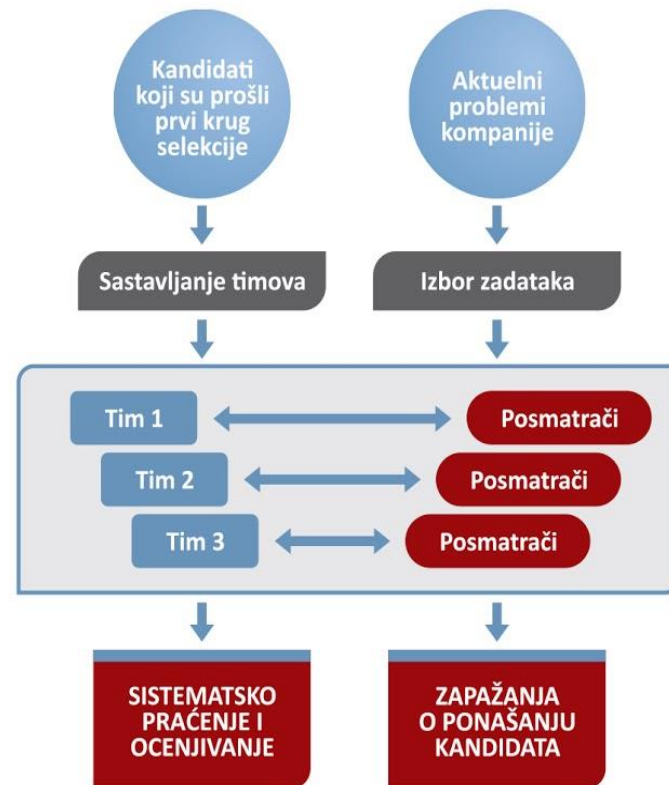 Kandidati
koji su prošli
prvi krug
selekcije
Aktuelni
problemi
kompanije
Sastavljanje timova
Izbor zadataka
Tim 1
Posmatrači
Tim 2
Posmatrači
Tim 3
Posmatrači
SISTEMATSKO
PRAĆENJE I
OCENJIVANJE
ZAPAŽANJA
O PONAŠANJU
KANDIDATA